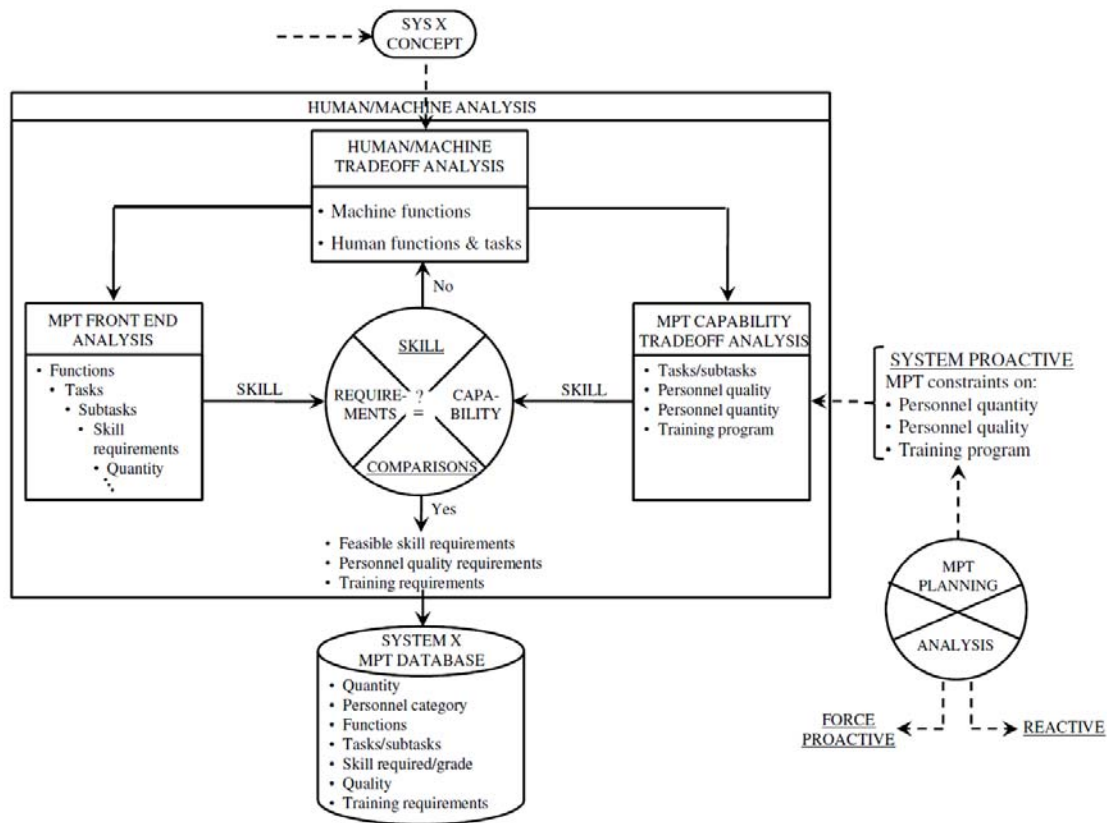 SYS X
CONCEPT
HUMAN/MACHINE ANALYSIS
HUMAN/MACHINE
TRADEOFF ANALYSIS
• Machine functions
• Human functions & tasks
No
MPT FRONT END
ANALYSIS
• Functions
• Tasks
• Subtasks
• Skill
requirements
• Quantity
SKILL
SKILL
REQUIRE-
MENTS
?
=
CAPA-
BILITY
COMPARISONS
SKILL
MPT CAPABILITY
TRADEOFF ANALYSIS
• Tasks/subtasks
• Personnel quality
• Personnel quantity
• Training program
SYSTEM PROACTIVE
MPT constraints on:
• Personnel quantity
• Personnel quality
• Training program
Yes
• Feasible skill requirements
• Personnel quality requirements
• Training requirements
MPT
PLANNING
ANALYSIS
FORCE
PROACTIVE
REACTIVE
SYSTEM X
MPT DATABASE
• Quantity
• Personnel category
• Functions
• Tasks/subtasks
• Skill required/grade
• Quality
• Training requirements